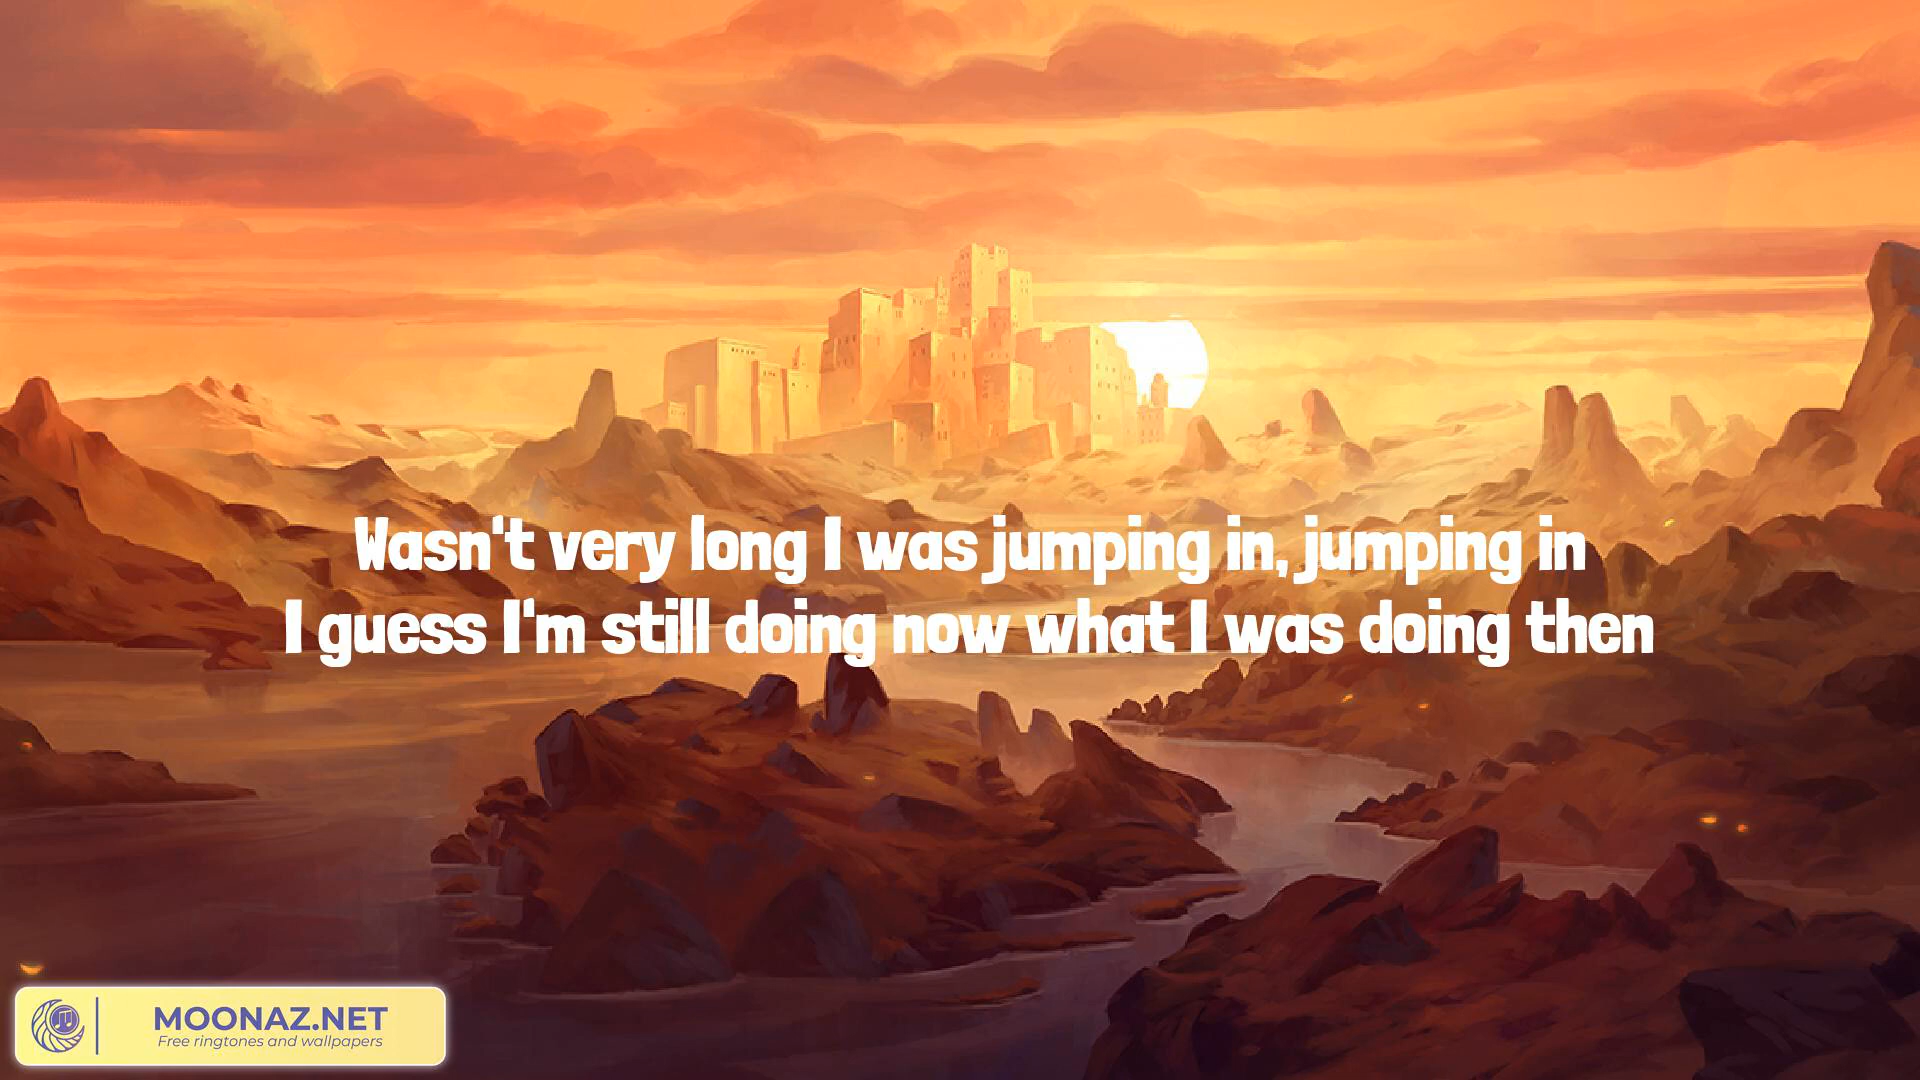 Wasn't very long I was jumping in, jumping in
I guess I'm still doing now what I was doing then
MOONAZ.NET
Free ringtones and wallpapers